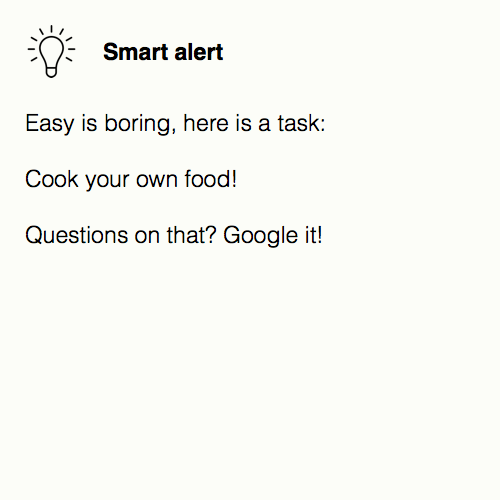 Smart alert
Easy is boring, here is a task:
Cook your own food!
Questions on that? Google it!